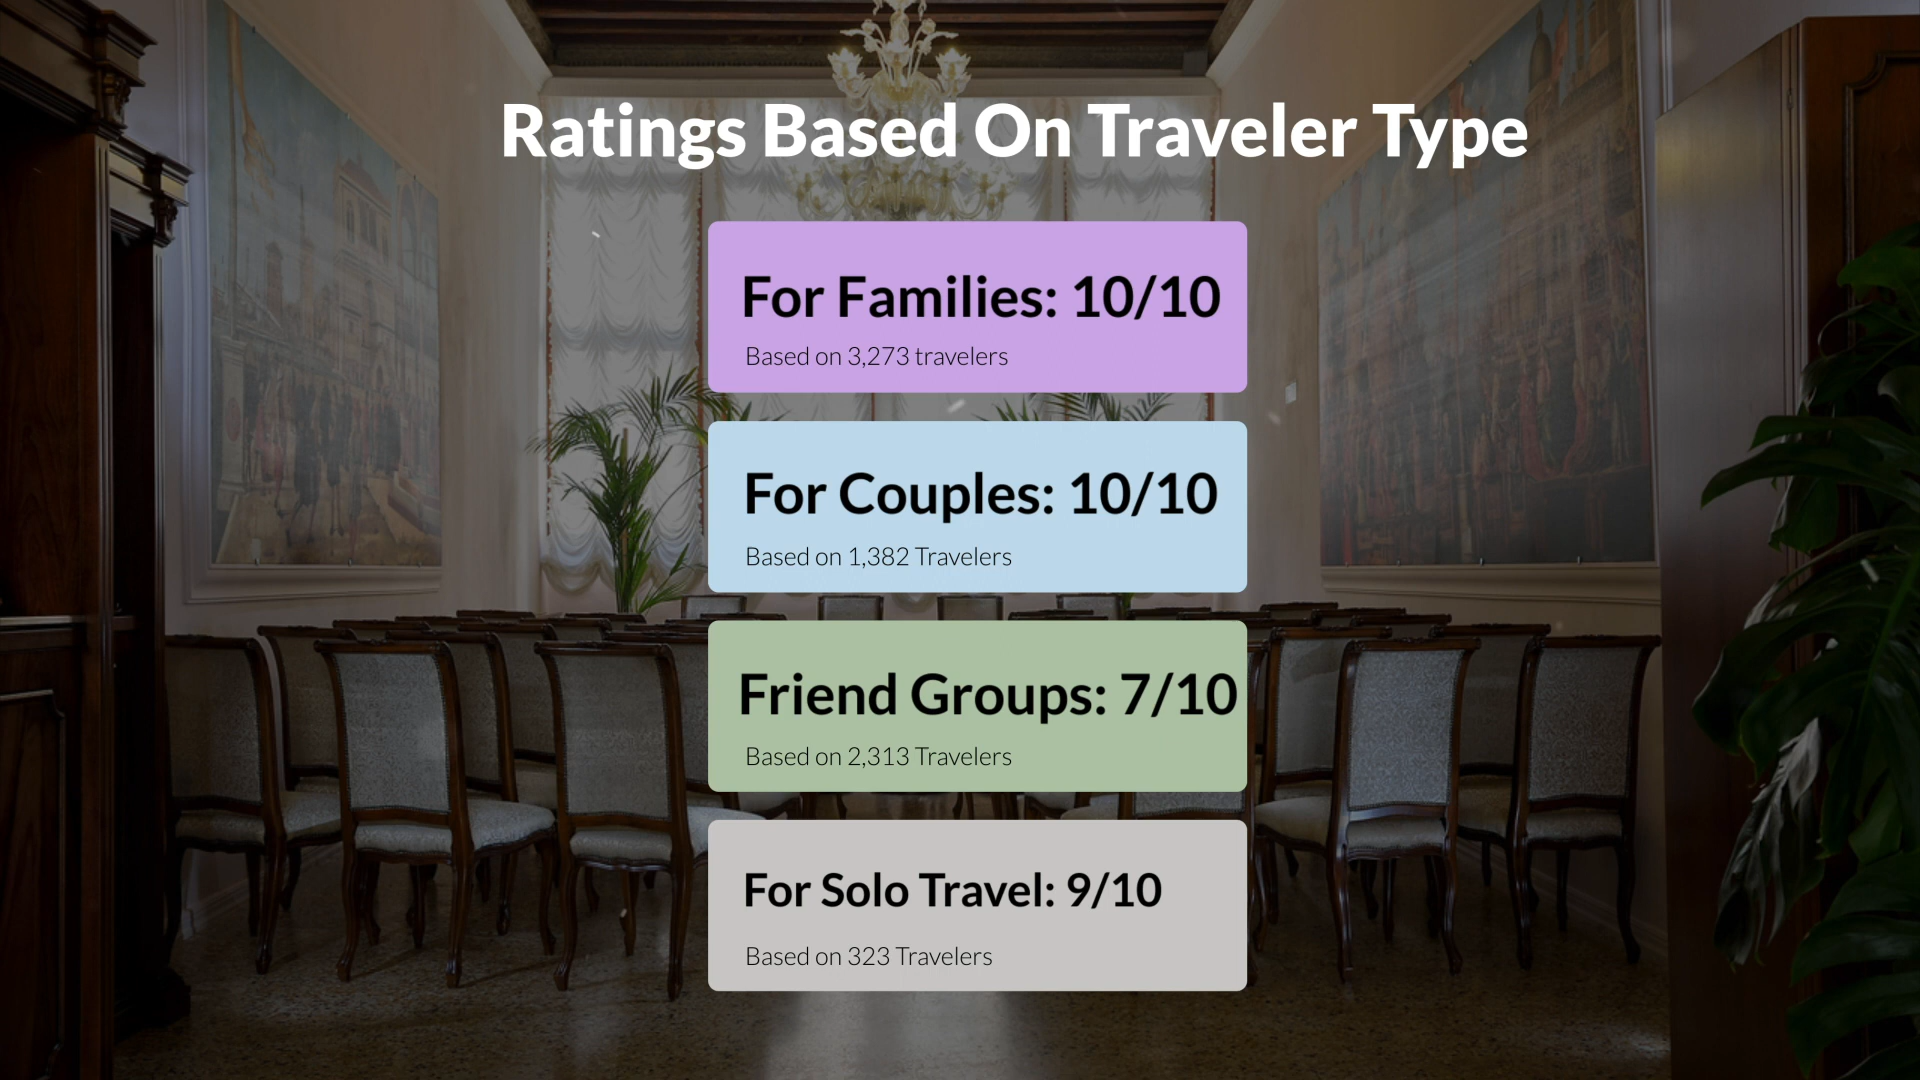 Ratings Based On Traveler Type
For Families: 10/10
Based on 3,273 travelers
For Couples: 10/10
Based on 1,382 Travelers
Friend Groups: 7/10
Based on 2,313 Travelers
For Solo Travel: 9/10
Based on 323 Travelers